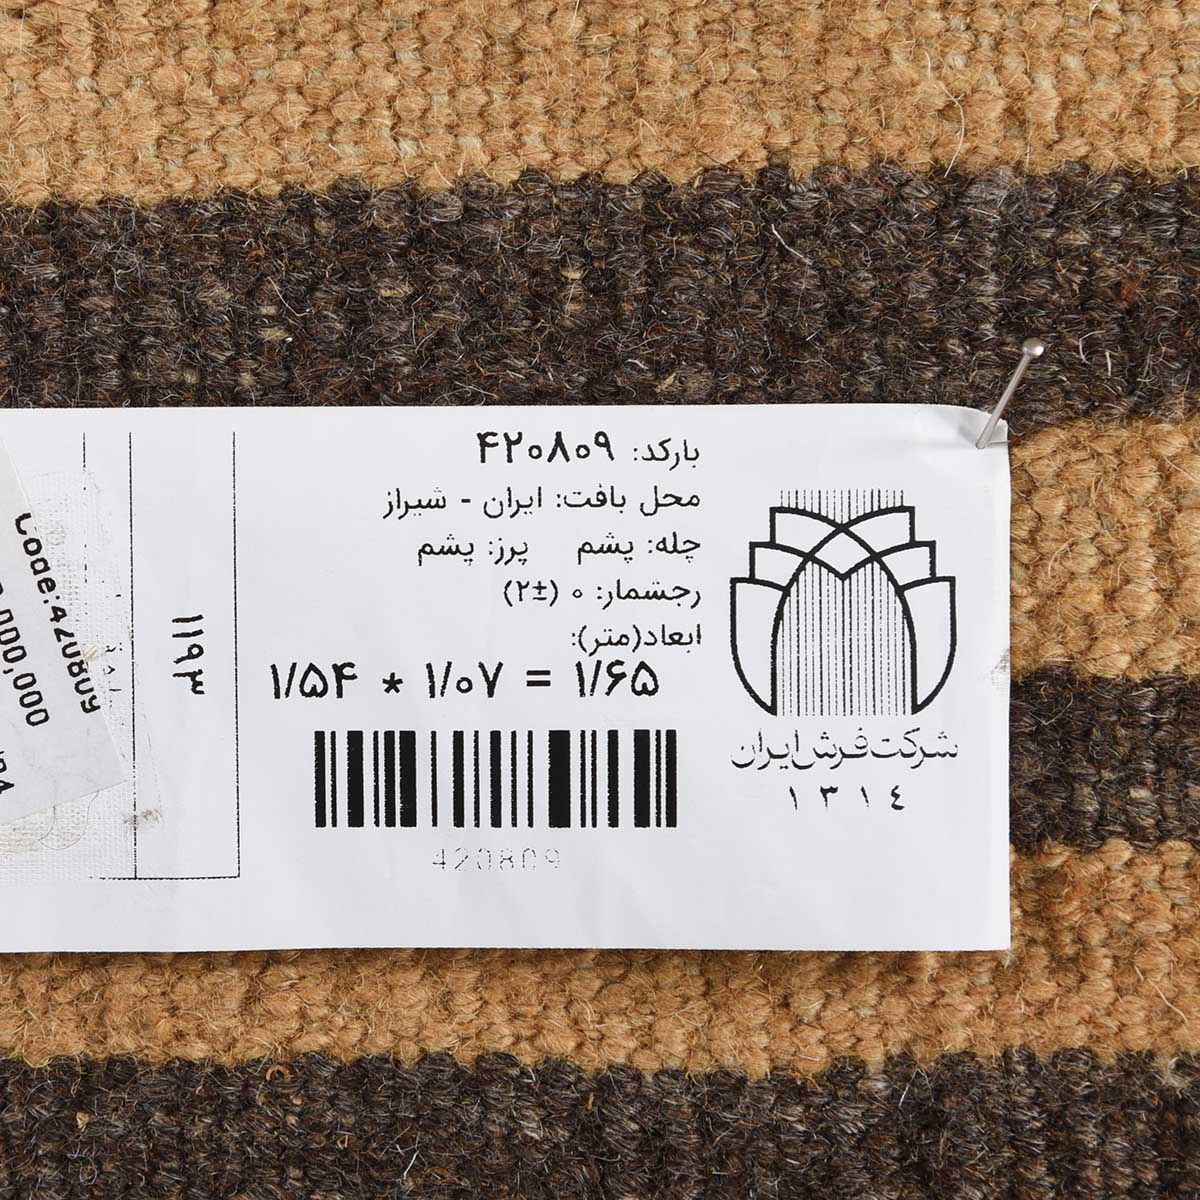 بارکد: ۴۲۰۸۰۹
محل بافت: ایران - شیراز
چله: پشم پرز: پشم
رجشمار: ۰ (±۲)
ابعاد(متر):
۱/۵۴ * ۱/۰۷ = ۱/۶۵
420809
شرکت فرش ایران
١٣١٤
۱۱۹۳
Code:420809
000,000